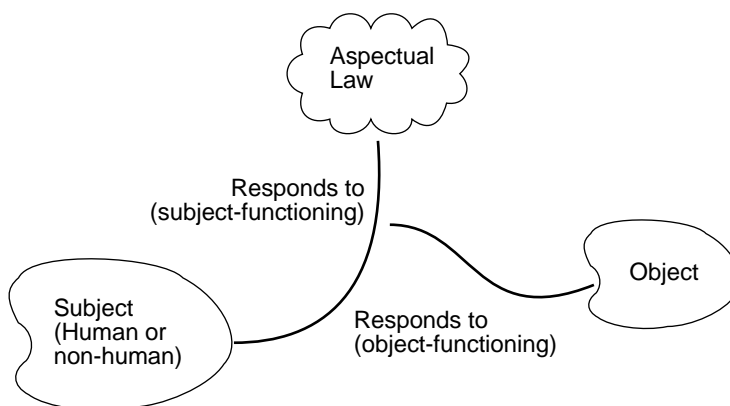 Aspectual
Law
Responds to
(subject-functioning)
Object
Subject
(Human or
non-human)
Responds to
(object-functioning)